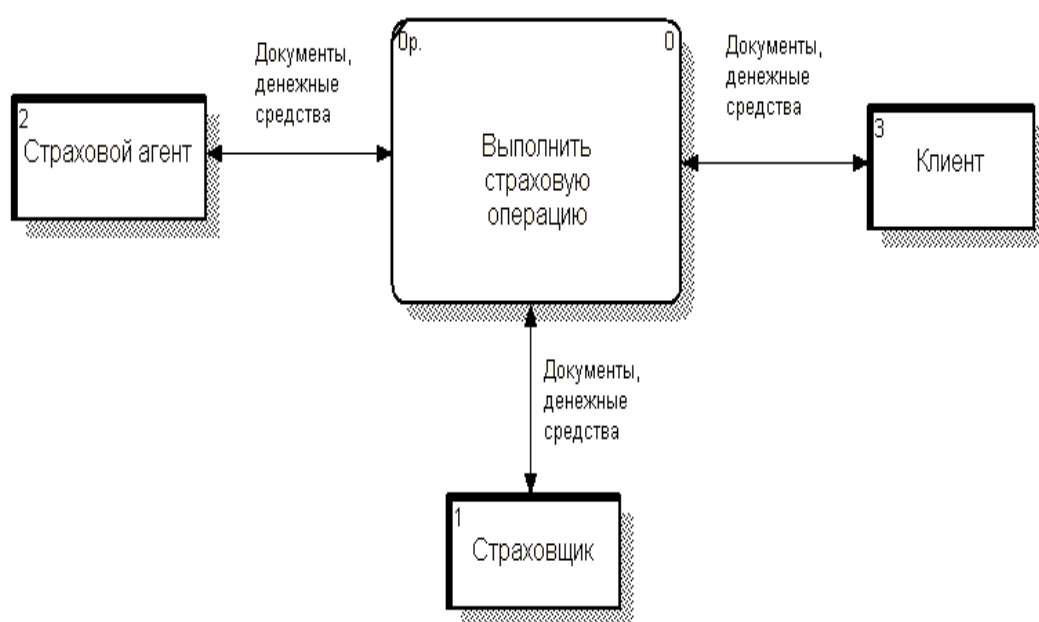 0р.
0
Документы,
денежные
средства
Документы,
денежные
средства
2
Страховой агент
Выполнить
страховую
операцию
3
Клиент
Документы,
денежные
средства
1
Страховщик